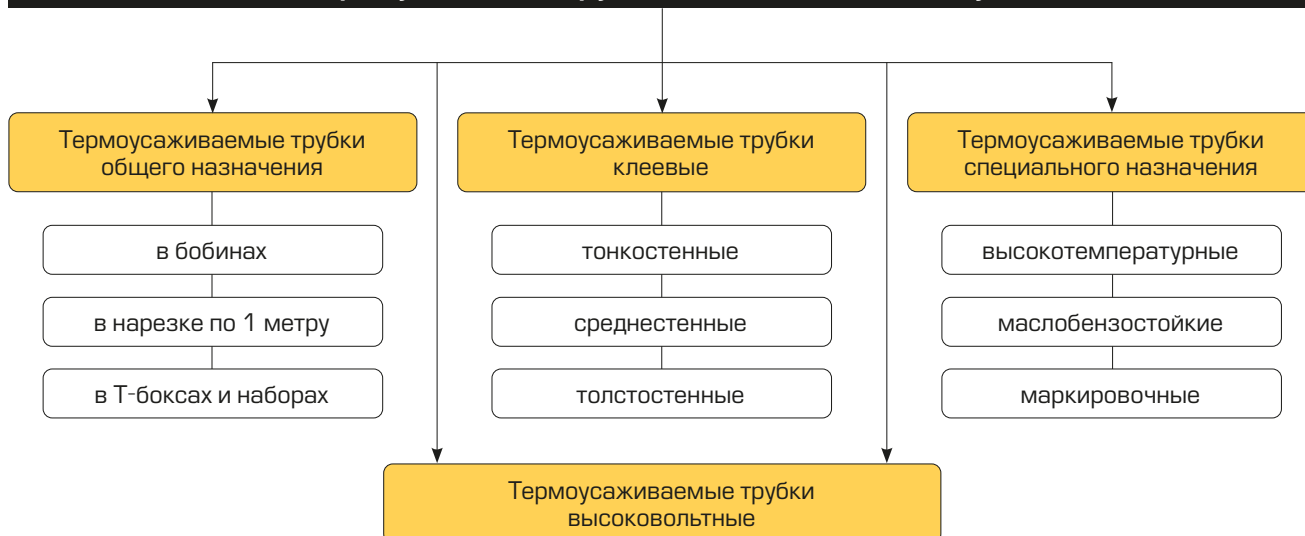 Термоусаживаемые трубки
общего назначения
в бобинах
в нарезке по 1 метру
в Т-боксах и наборах
Термоусаживаемые трубки
клеевые
тонкостенные
среднестенные
толстостенные
Термоусаживаемые трубки
специального назначения
высокотемпературные
маслобензостойкие
маркировочные
Термоусаживаемые трубки
высоковольтные